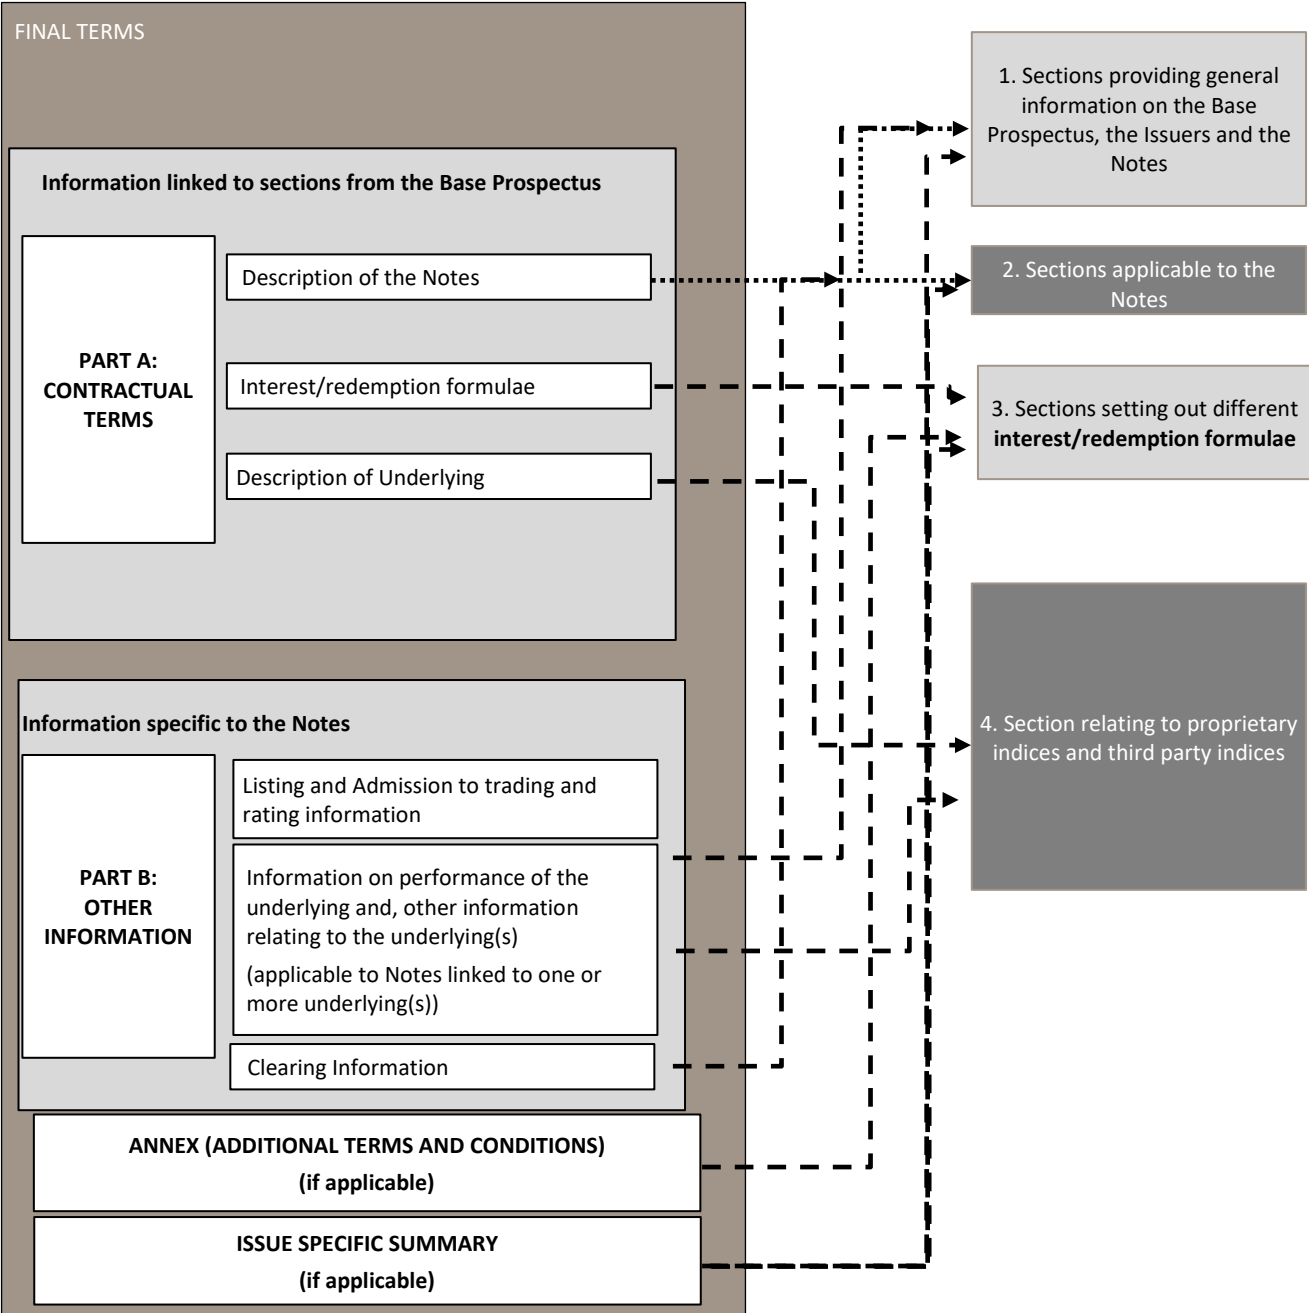 FINAL TERMS
Information linked to sections from the Base Prospectus
PART A:
CONTRACTUAL
TERMS
Description of the Notes
Interest/redemption formulae
Description of Underlying
Information specific to the Notes
PART B:
OTHER
INFORMATION
Listing and Admission to trading and
rating information
Information on performance of the
underlying and, other information
relating to the underlying(s)
(applicable to Notes linked to one or
more underlying(s))
Clearing Information
ANNEX (ADDITIONAL TERMS AND CONDITIONS)
(if applicable)
ISSUE SPECIFIC SUMMARY
(if applicable)
1. Sections providing general
information on the Base
Prospectus, the Issuers and the
Notes
2. Sections applicable to the
Notes
3. Sections setting out different
interest/redemption formulae
4. Section relating to proprietary
indices and third party indices